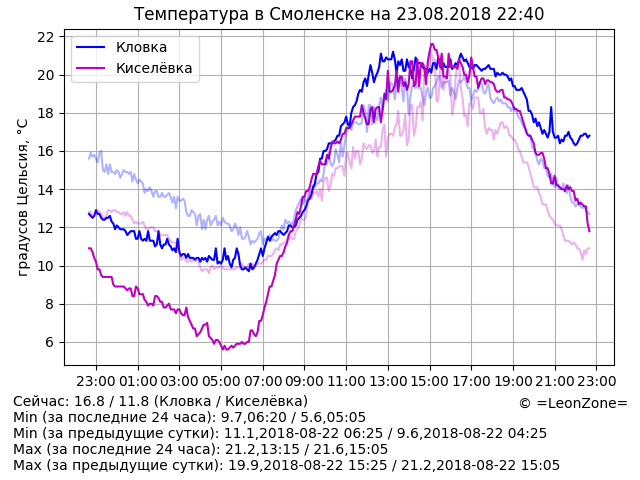 Температура в Смоленске на 23.08.2018 22:40
Кловка
Киселёвка
градусов Цельсия, °C
22
20
18
16
14
12
10
8
6
23:00 01:00 03:00 05:00 07:00 09:00 11:00 13:00 15:00 17:00 19:00 21:00 23:00
Сейчас: 16.8 / 11.8 (Кловка / Киселёвка)
© =LeonZone=
Min (за последние 24 часа): 9.7,06:20 / 5.6,05:05
Min (за предыдущие сутки): 11.1,2018-08-22 06:25 / 9.6,2018-08-22 04:25
Max (за последние 24 часа): 21.2,13:15 / 21.6,15:05
Max (за предыдущие сутки): 19.9,2018-08-22 15:25 / 21.2,2018-08-22 15:05